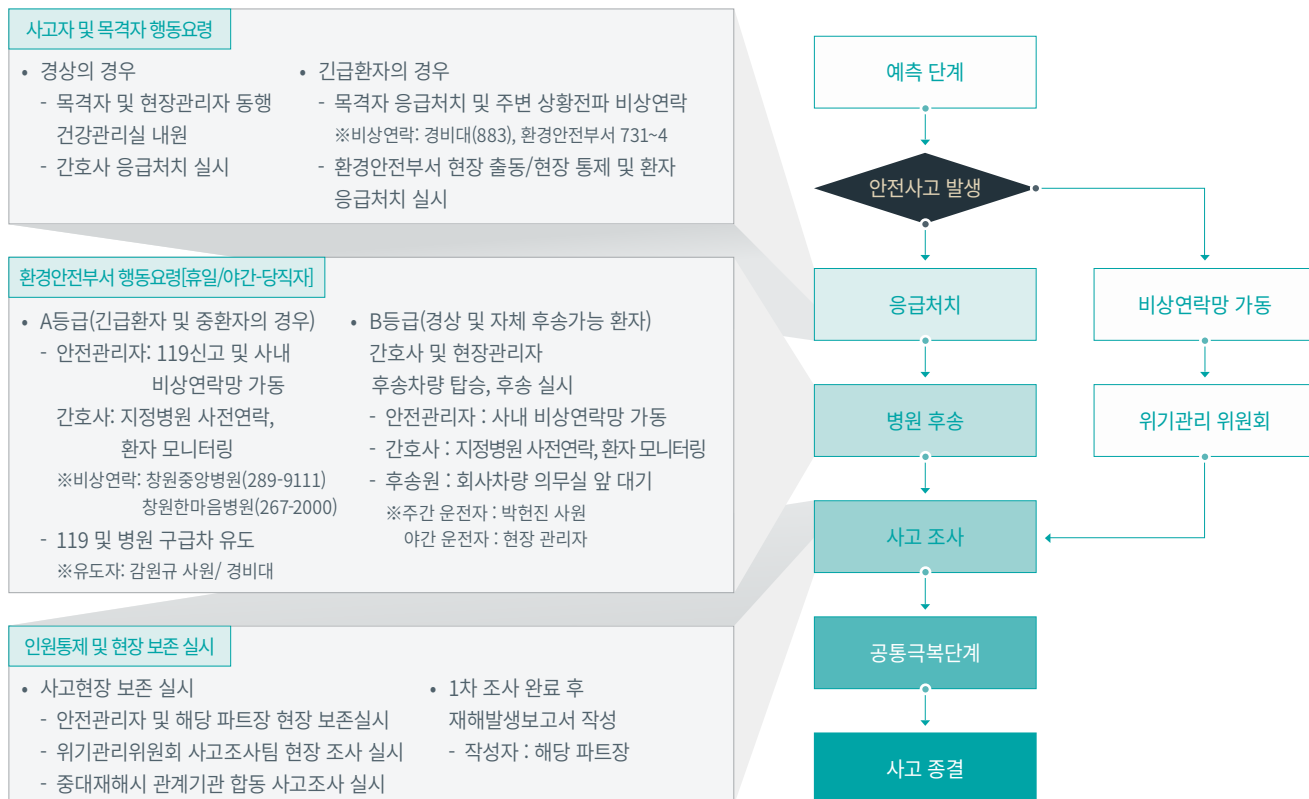 사고자 및 목격자 행동요령
• 경상의 경우
- 목격자 및 현장관리자 동행
건강관리실 내원
- 간호사 응급처치 실시
• 긴급환자의 경우
- 목격자 응급처치 및 주변 상황전파 비상연락
※비상연락: 경비대(883), 환경안전부서 731~4
- 환경안전부서 현장 출동/현장 통제 및 환자
응급처치 실시
환경안전부서 행동요령[휴일/야간-당직자]
• A등급(긴급환자 및 중환자의 경우)
- 안전관리자: 119신고 및 사내
비상연락망 가동
간호사: 지정병원 사전연락,
환자 모니터링
※비상연락: 창원중앙병원(289-9111)
창원한마음병원(267-2000)
- 119 및 병원 구급차 유도
※유도자: 감원규 사원/ 경비대
• B등급(경상 및 자체 후송가능 환자)
간호사 및 현장관리자
후송차량 탑승, 후송 실시
- 안전관리자 : 사내 비상연락망 가동
- 간호사 : 지정병원 사전연락, 환자 모니터링
- 후송원 : 회사차량 의무실 앞 대기
※주간 운전자 : 박헌진 사원
야간 운전자 : 현장 관리자
인원통제 및 현장 보존 실시
• 사고현장 보존 실시
- 안전관리자 및 해당 파트장 현장 보존실시
- 위기관리위원회 사고조사팀 현장 조사 실시
- 중대재해시 관계기관 합동 사고조사 실시
• 1차 조사 완료 후
재해발생보고서 작성
- 작성자 : 해당 파트장
예측 단계
안전사고 발생
응급처치
비상연락망 가동
병원 후송
위기관리 위원회
사고 조사
공통극복단계
사고 종결